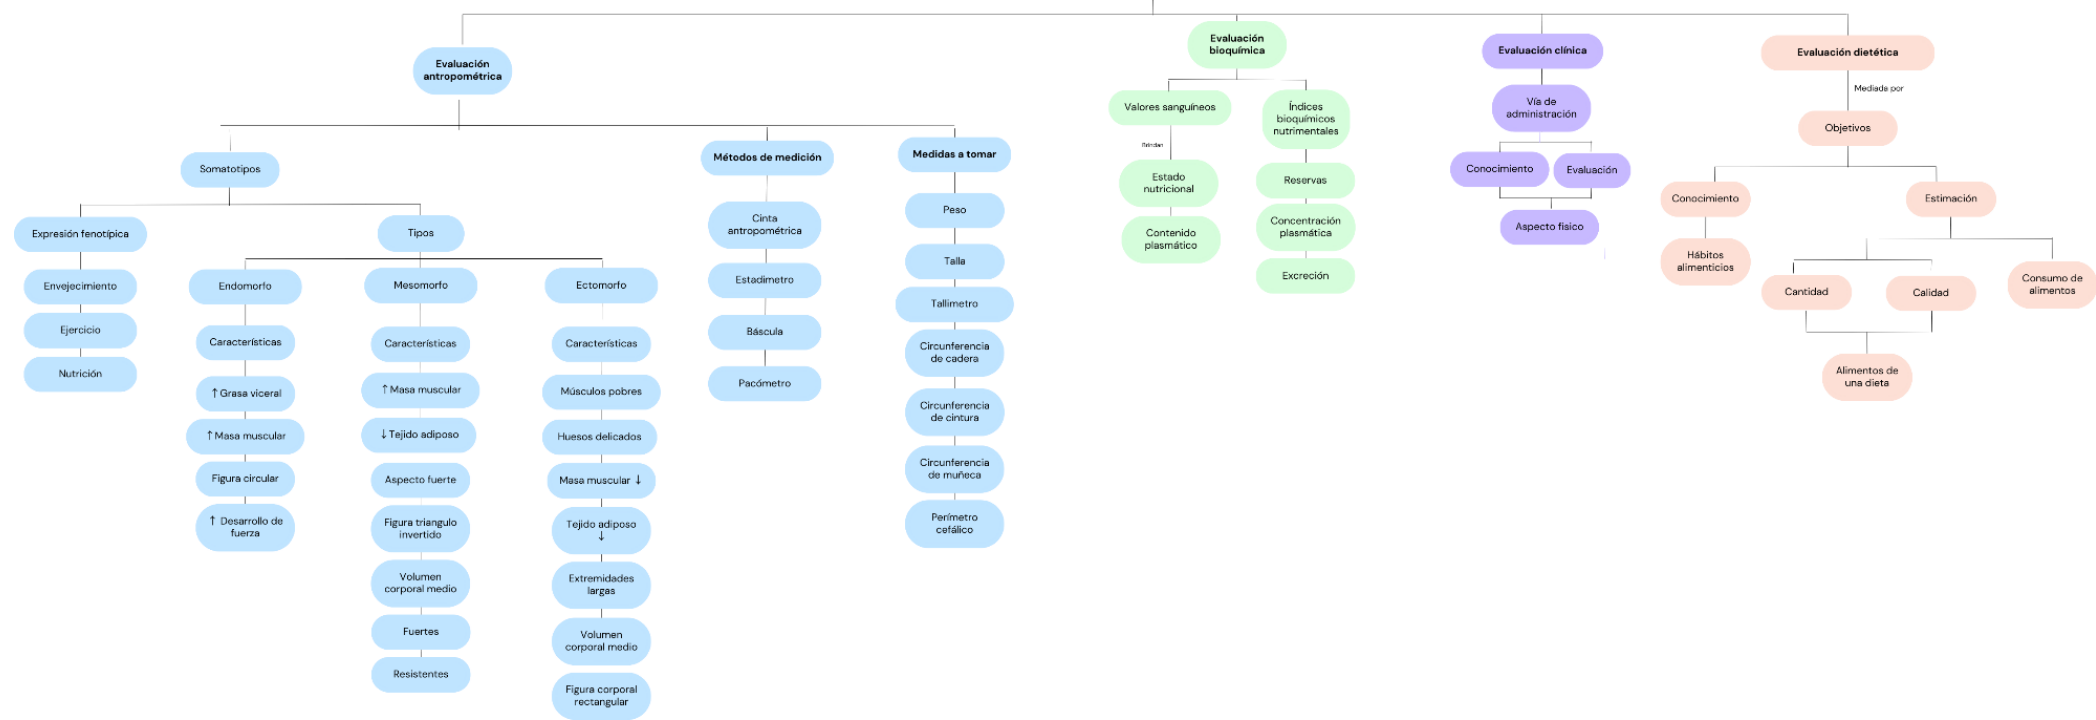 Evaluación
antropométrica
Somatotipos
Expresión fenotípica
Envejecimiento
Ejercicio
Nutrición
Tipos
Endomorfo
Características
↑ Grasa viceral
↑ Masa muscular
Figura circular
↑ Desarrollo de
fuerza
Mesomorfo
Características
↑ Masa muscular
↓ Tejido adiposo
Aspecto fuerte
Figura triangulo
invertido
Volumen
corporal medio
Fuertes
Resistentes
Ectomorfo
Características
Músculos pobres
Huesos delicados
Masa muscular ↓
Tejido adiposo
↓
Extremidades
largas
Volumen
corporal medio
Figura corporal
rectangular
Métodos de medición
Cinta
antropométrica
Estadimetro
Báscula
Pacómetro
Medidas a tomar
Peso
Talla
Tallimetro
Circunferencia
de cadera
Circunferencia
de cintura
Circunferencia
de muñeca
Perímetro
cefálico
Evaluación
bioquímica
Valores sanguíneos
Brindan
Estado
nutricional
Contenido
plasmático
Índices
bioquímicos
nutrimentales
Reservas
Concentración
plasmática
Excreción
Evaluación clínica
Vía de
administración
Conocimiento
Evaluación
Aspecto fisico
Evaluación dietética
Mediada por
Objetivos
Conocimiento
Hábitos
alimenticios
Estimación
Cantidad
Calidad
Alimentos de
una dieta
Consumo de
alimentos